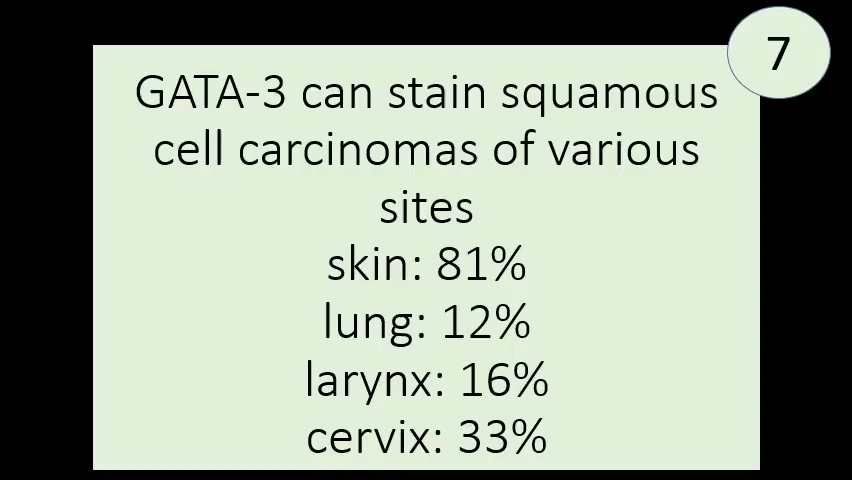 7
GATA-3 can stain squamous
cell carcinomas of various
sites
skin: 81%
lung: 12%
larynx: 16%
cervix: 33%